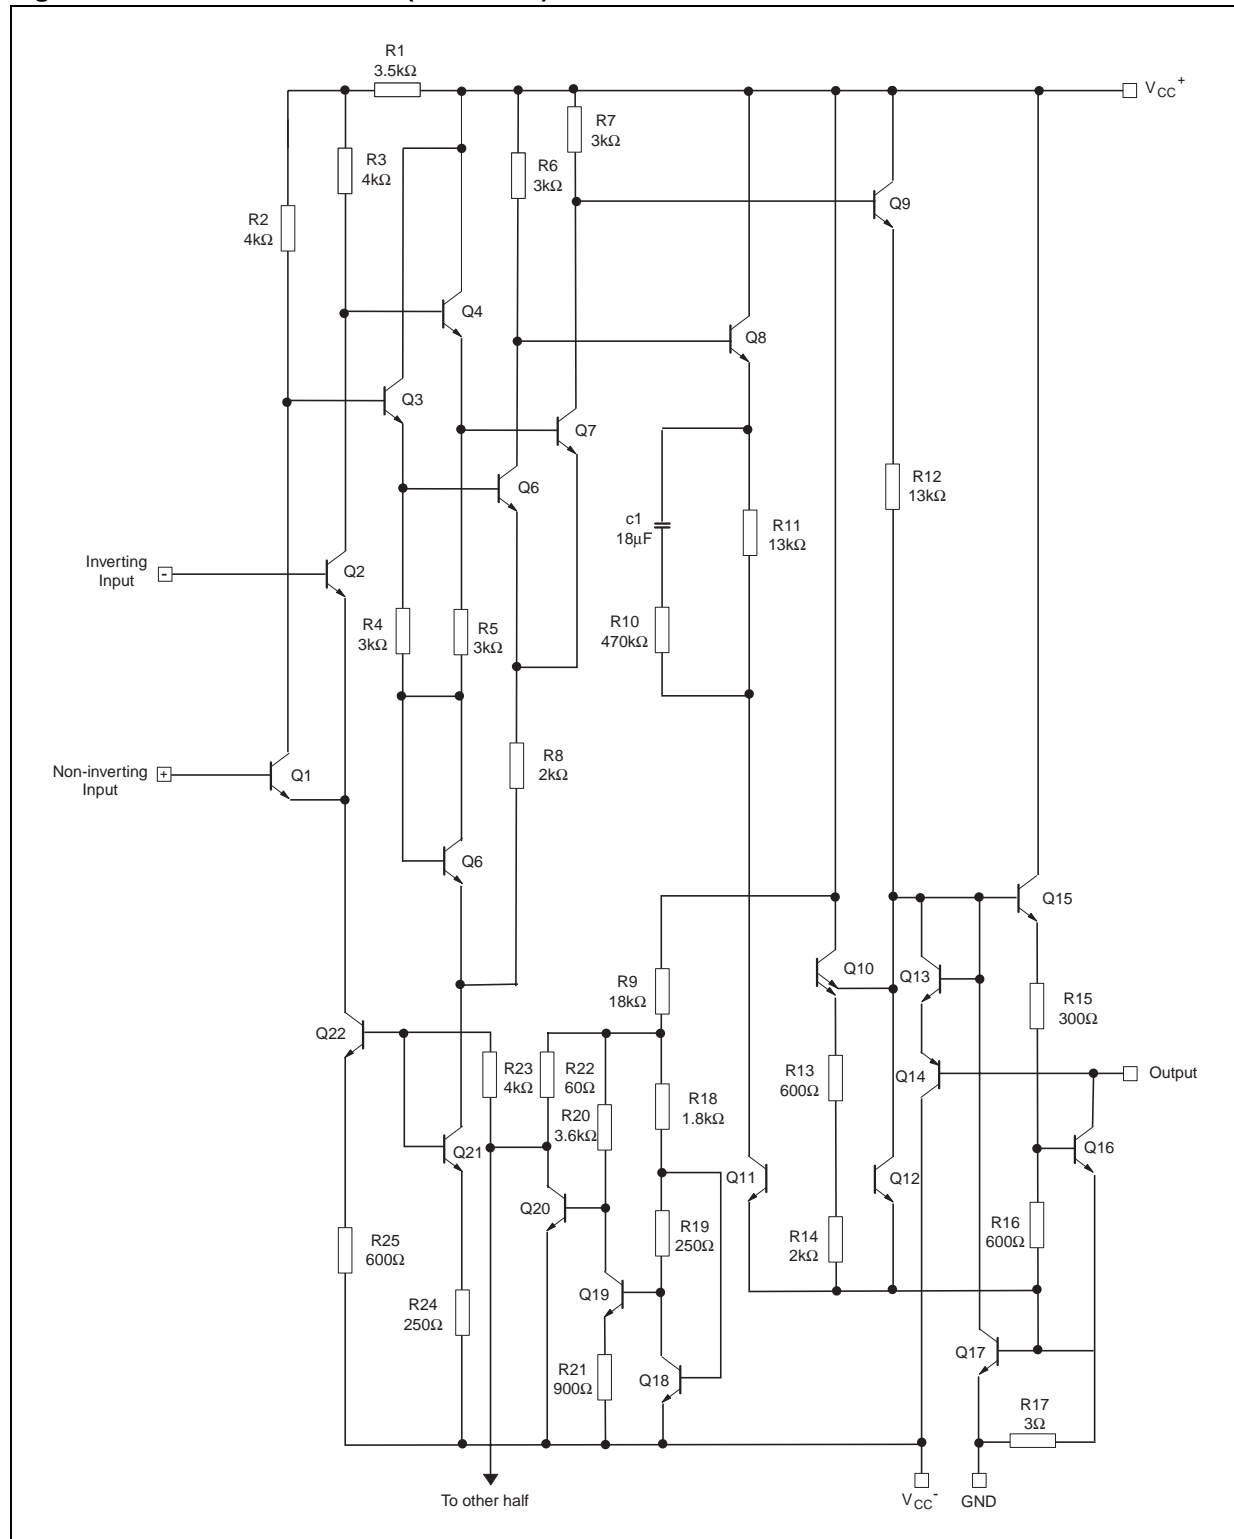 R1
3.5kΩ
VCC+
R7
3kΩ
R3
4kΩ
R6
3kΩ
R2
4kΩ
Q9
Q4
Q8
Q3
Q7
Q6
R12
13kΩ
c1
18μF
R11
13kΩ
Inverting
Input
-
Q2
R4
3kΩ
R5
3kΩ
R10
470kΩ
Non-inverting
Input
+
Q1
R8
2kΩ
Q6
Q15
R9
18kΩ
Q10
Q13
R15
300Ω
Q22
R23
4kΩ
R22
60Ω
R13
600Ω
Q14
Output
R18
1.8kΩ
R20
3.6kΩ
Q21
Q16
Q11
Q12
Q20
R19
250Ω
R14
2kΩ
R16
600Ω
R25
600Ω
Q19
R24
250Ω
R21
900Ω
Q18
Q17
R17
3Ω
To other half
VCC-
GND